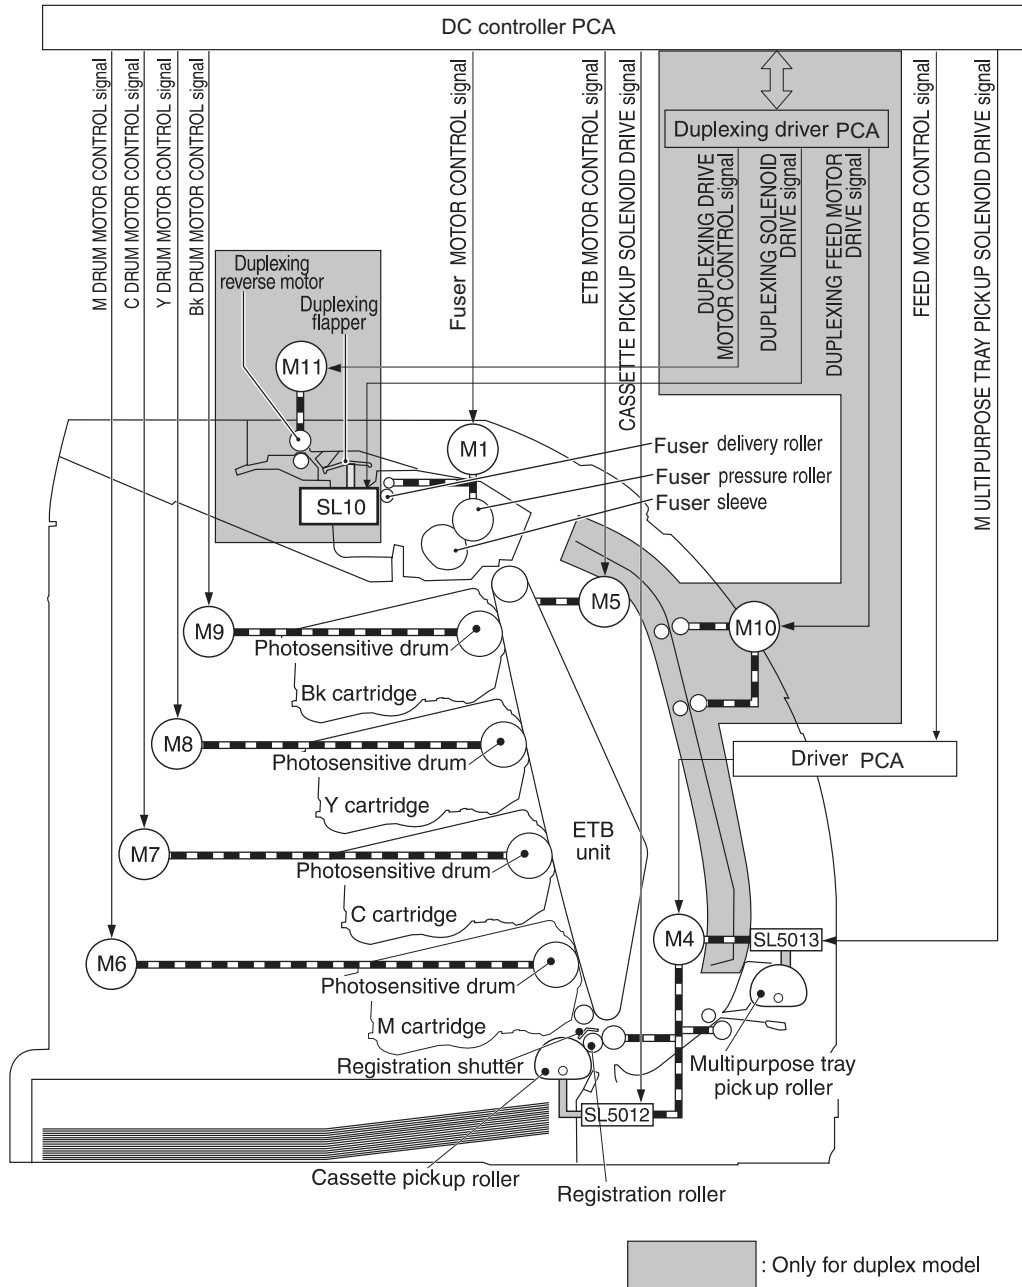 DC controller PCA
M DRUM MOTOR CONTROL signal
C DRUM MOTOR CONTROL signal
Y DRUM MOTOR CONTROL signal
Bk DRUM MOTOR CONTROL signal
Fuser MOTOR CONTROL signal
ETB MOTOR CONTROL signal
CASSETTE PICKUP SOLENOID DRIVE signal
Duplexing driver PCA
DUPLEXING DRIVE
MOTOR CONTROL signal
DUPLEXING SOLENOID
DRIVE signal
DUPLEXING FEED MOTOR
DRIVE signal
FEED MOTOR CONTROL signal
M ULTIPURPOSE TRAY PICKUP SOLENOID DRIVE signal
Duplexing
reverse motor
Duplexing
flapper
M11
M1
SL10
Fuser delivery roller
Fuser pressure roller
Fuser sleeve
M5
M10
M9
Photosensitive drum
Bk cartridge
M8
Photosensitive drum
Y cartridge
Driver PCA
M7
Photosensitive drum
C cartridge
ETB
unit
M4
SL5013
M6
Photosensitive drum
M cartridge
Registration shutter
Multipurpose tray
pickup roller
SL5012
Cassette pickup roller
Registration roller
: Only for duplex model